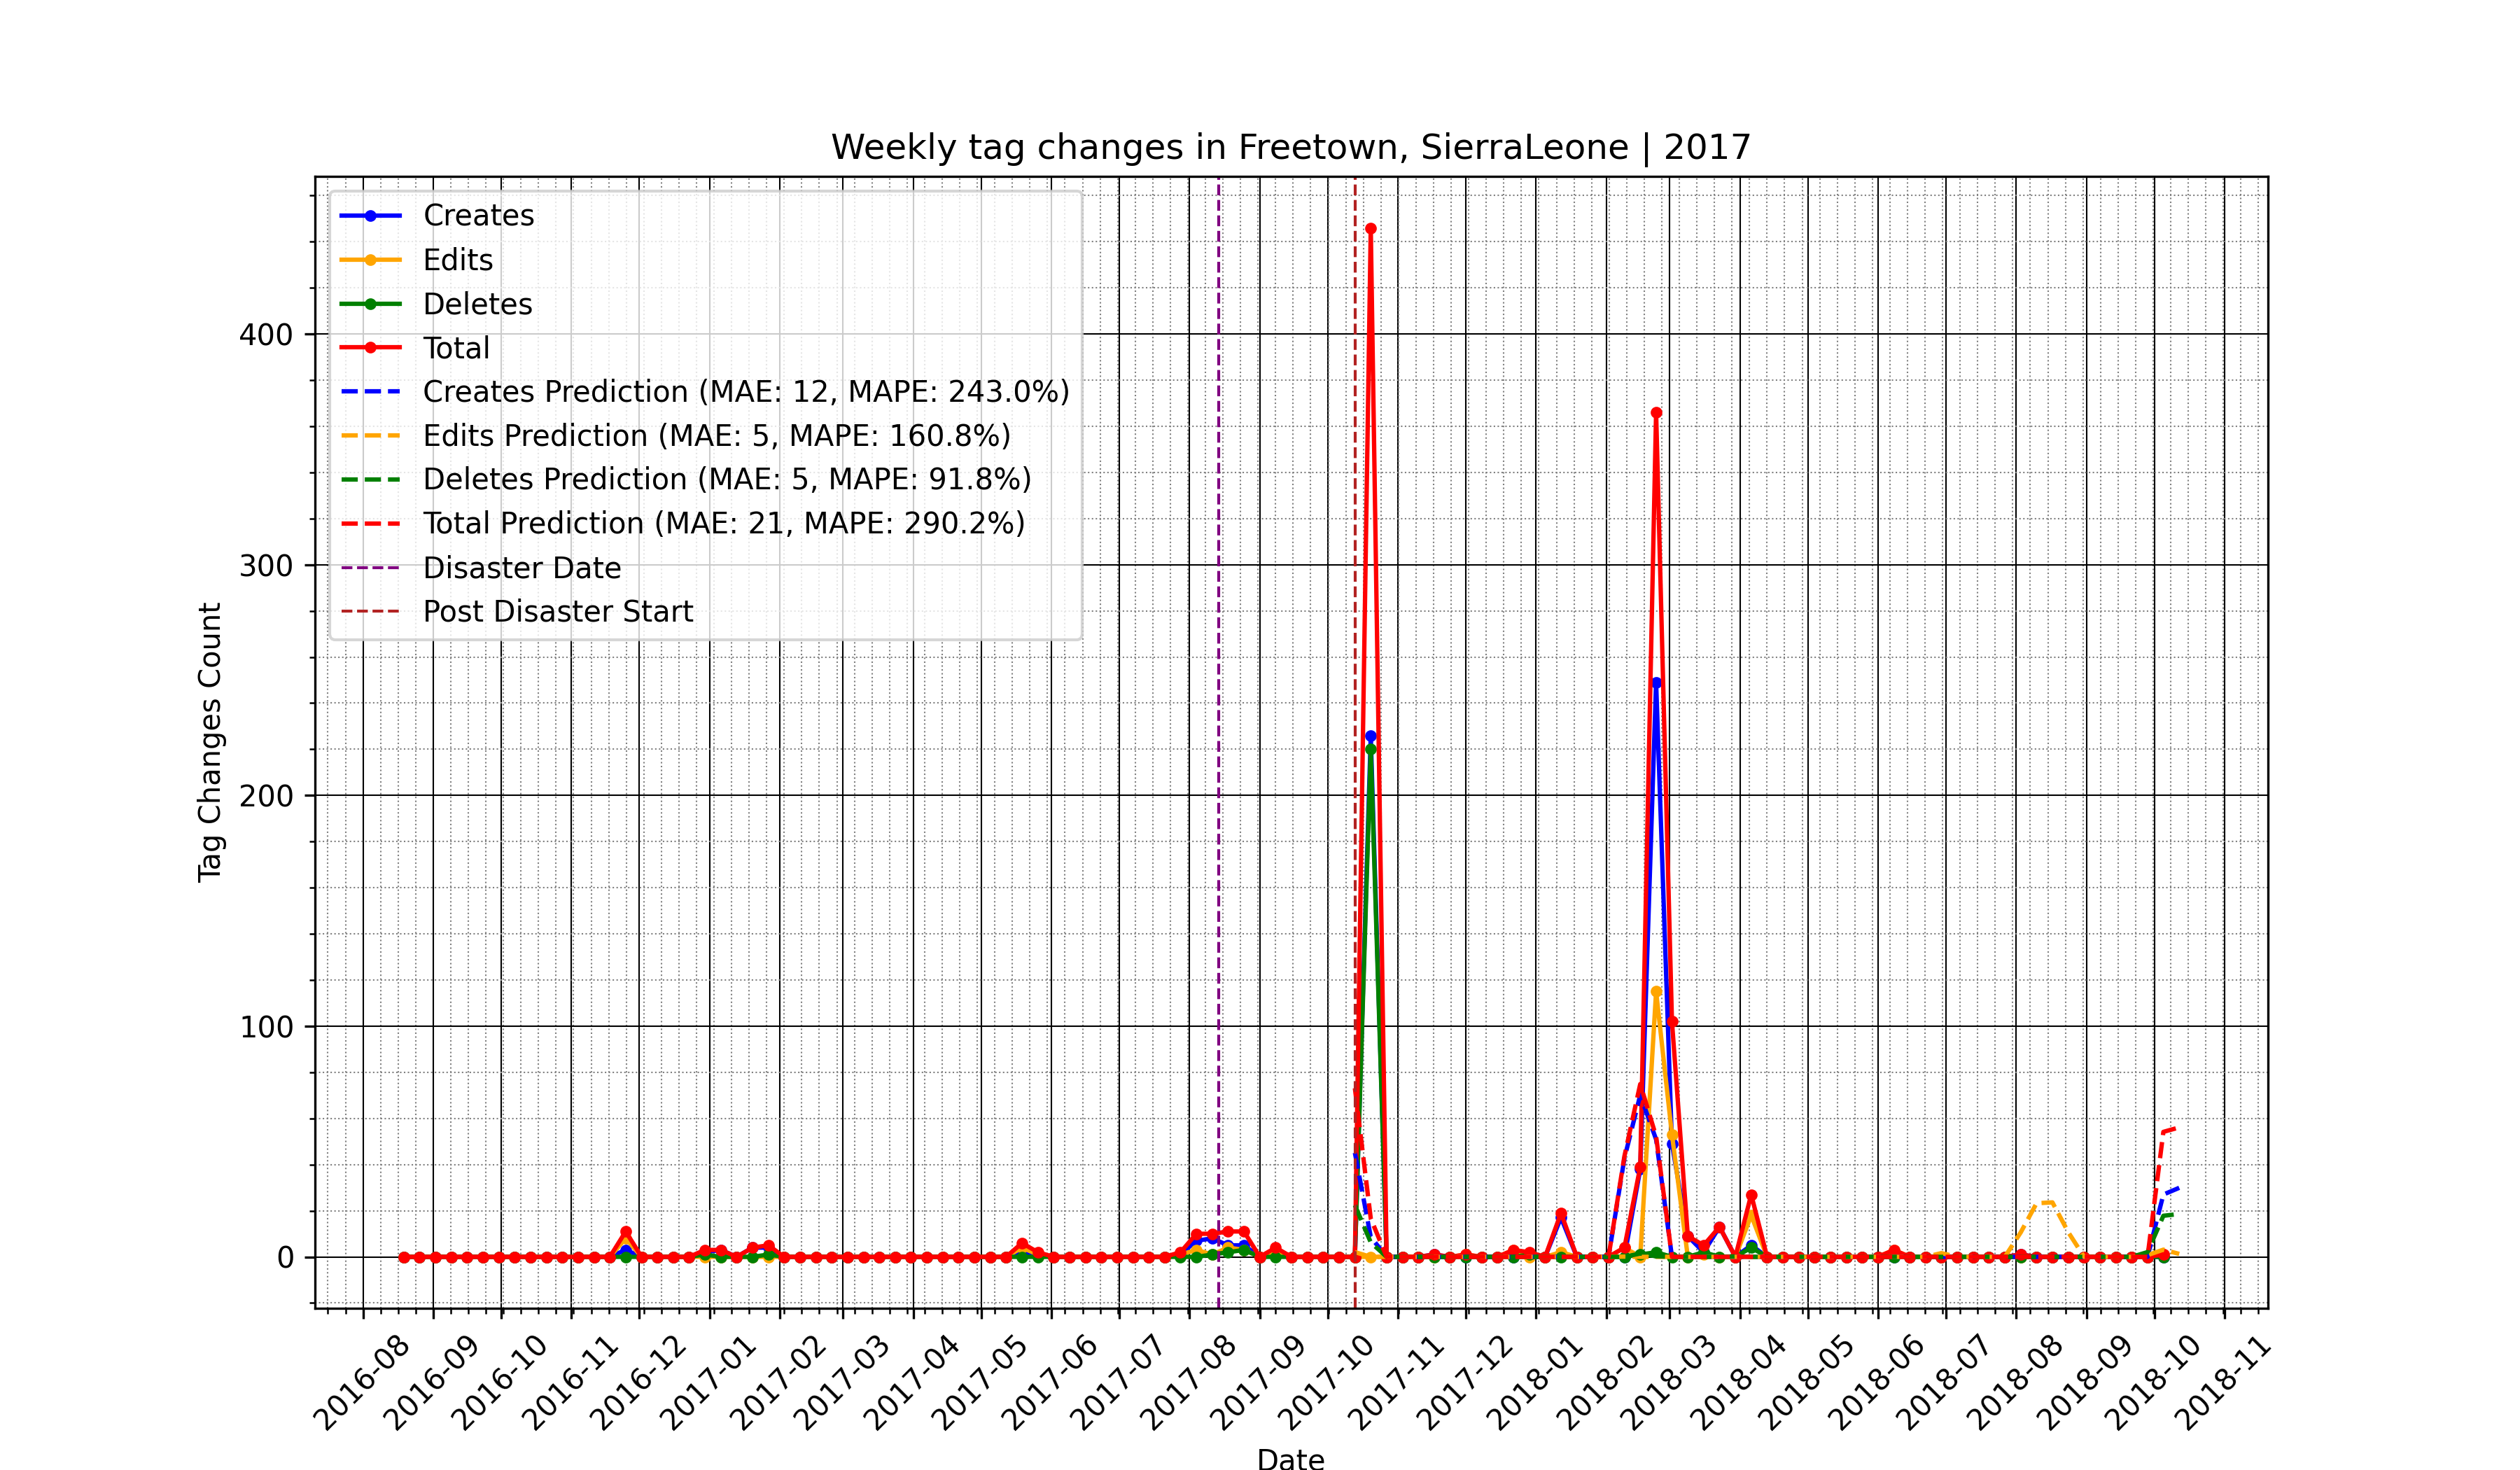 Weekly tag changes in Freetown, SierraLeone | 2017
Creates
Edits
Deletes
Total
Creates Prediction (MAE: 12, MAPE: 243.0%)
Edits Prediction (MAE: 5, MAPE: 160.8%)
Deletes Prediction (MAE: 5, MAPE: 91.8%)
Total Prediction (MAE: 21, MAPE: 290.2%)
Disaster Date
Post Disaster Start
Tag Changes Count
400
300
200
100
0
2016-08
2016-09
2016-10
2016-11
2016-12
2017-01
2017-02
2017-03
2017-04
2017-05
2017-06
2017-07
2017-08
2017-09
2017-10
2017-11
2017-12
2018-01
2018-02
2018-03
2018-04
2018-05
2018-06
2018-07
2018-08
2018-09
2018-10
2018-11
Date